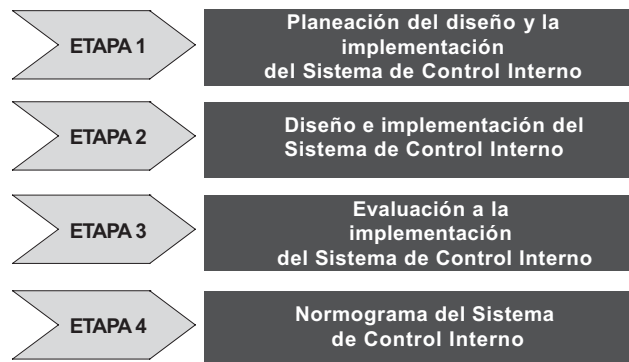 ETAPA 1
Planeación del diseño y la
implementación
del Sistema de Control Interno
ETAPA 2
Diseño e implementación del
Sistema de Control Interno
ETAPA 3
Evaluación a la
implementación
del Sistema de Control Interno
ETAPA 4
Normograma del Sistema
de Control Interno